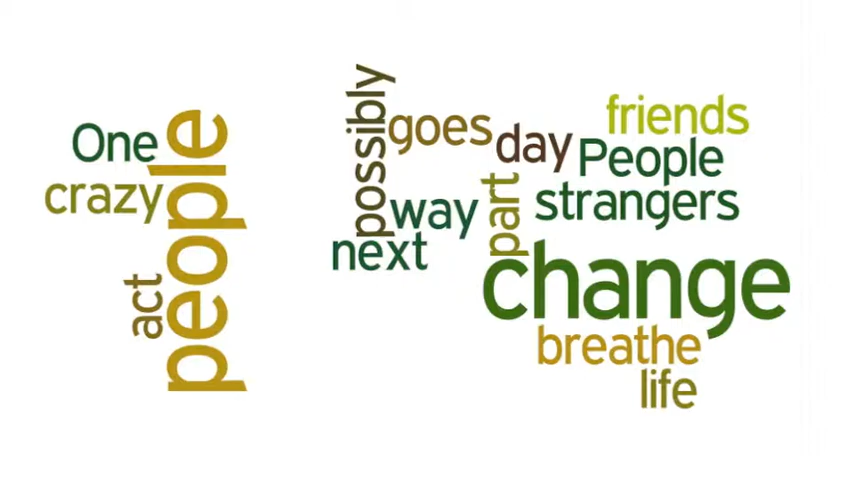 One
crazy
act
people
possibly
goes
way
next
day
part
friends
People
strangers
change
breathe
life